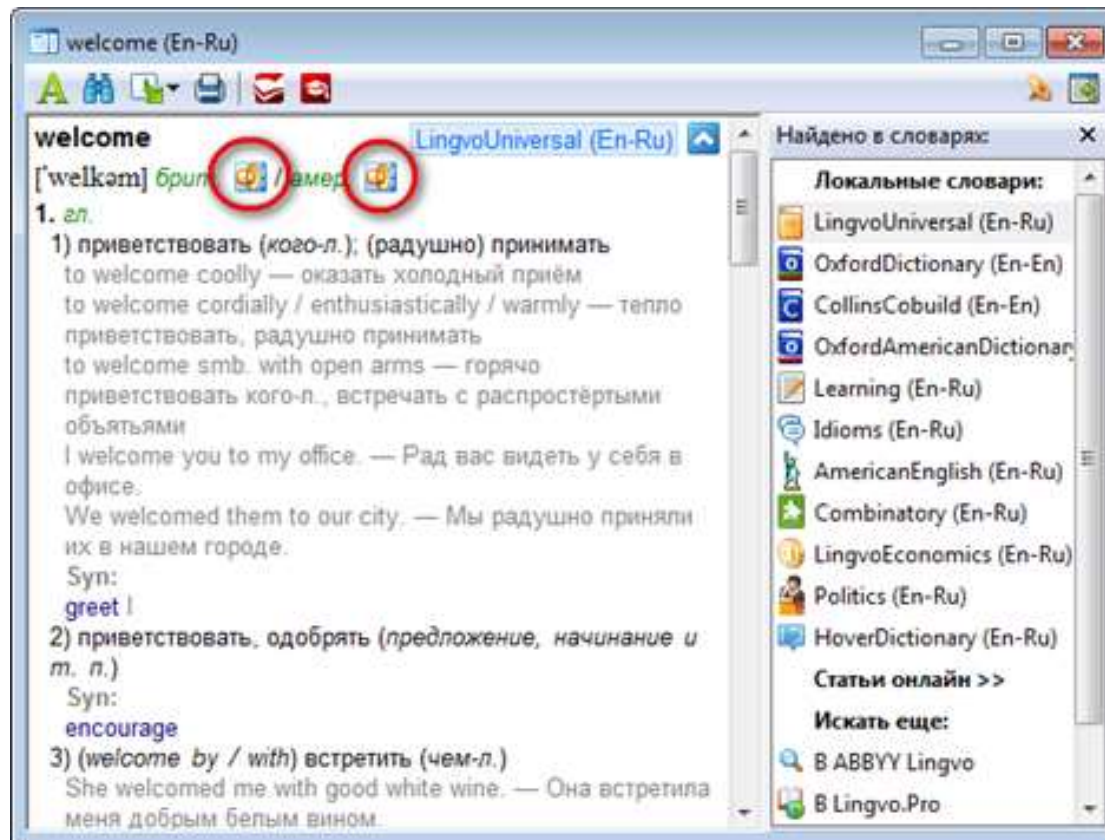 welcome (En-Ru)
welcome
LingvoUniversal (En-Ru)
['welkəm] брит. / амер.
1. гл.
1) приветствовать (кого-л.); (радушно) принимать
to welcome coolly — оказать холодный приём
to welcome cordially / enthusiastically / warmly — тепло
приветствовать, радушно принимать
to welcome smb. with open arms — горячо
приветствовать кого-л., встречать с распростёртыми
объятьями
I welcome you to my office. — Рад вас видеть у себя в
офисе.
We welcomed them to our city. — Мы радушно приняли
их в нашем городе.
Syn:
greet I
2) приветствовать, одобрять (предложение, начинание и
т. п.)
Syn:
encourage
3) (welcome by / with) встретить (чем-л.)
She welcomed me with good white wine. — Она встретила
меня добрым белым вином.
Найдено в словарях:
Локальные словари:
LingvoUniversal (En-Ru)
OxfordDictionary (En-En)
CollinsCobuild (En-En)
OxfordAmericanDictionar
Learning (En-Ru)
Idioms (En-Ru)
AmericanEnglish (En-Ru)
Combinatory (En-Ru)
LingvoEconomics (En-Ru)
Politics (En-Ru)
HoverDictionary (En-Ru)
Статьи онлайн >>
Искать еще:
В ABBYY Lingvo
В Lingvo.Pro